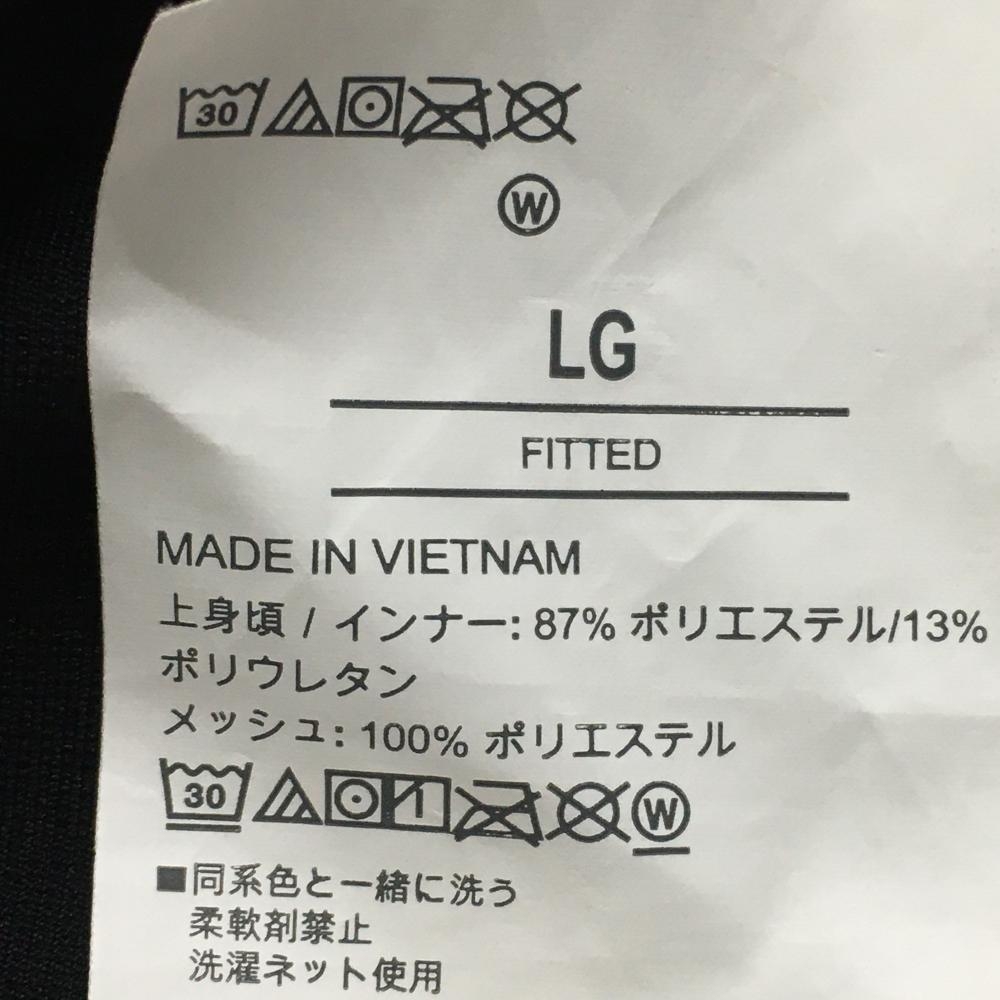 30
W
LG
FITTED
MADE IN VIETNAM
上身頃 / インナー: 87% ポリエステル/13%
ポリウレタン
メッシュ: 100% ポリエステル
30 W
■同系色と一緒に洗う
柔軟剤禁止
洗濯ネット使用